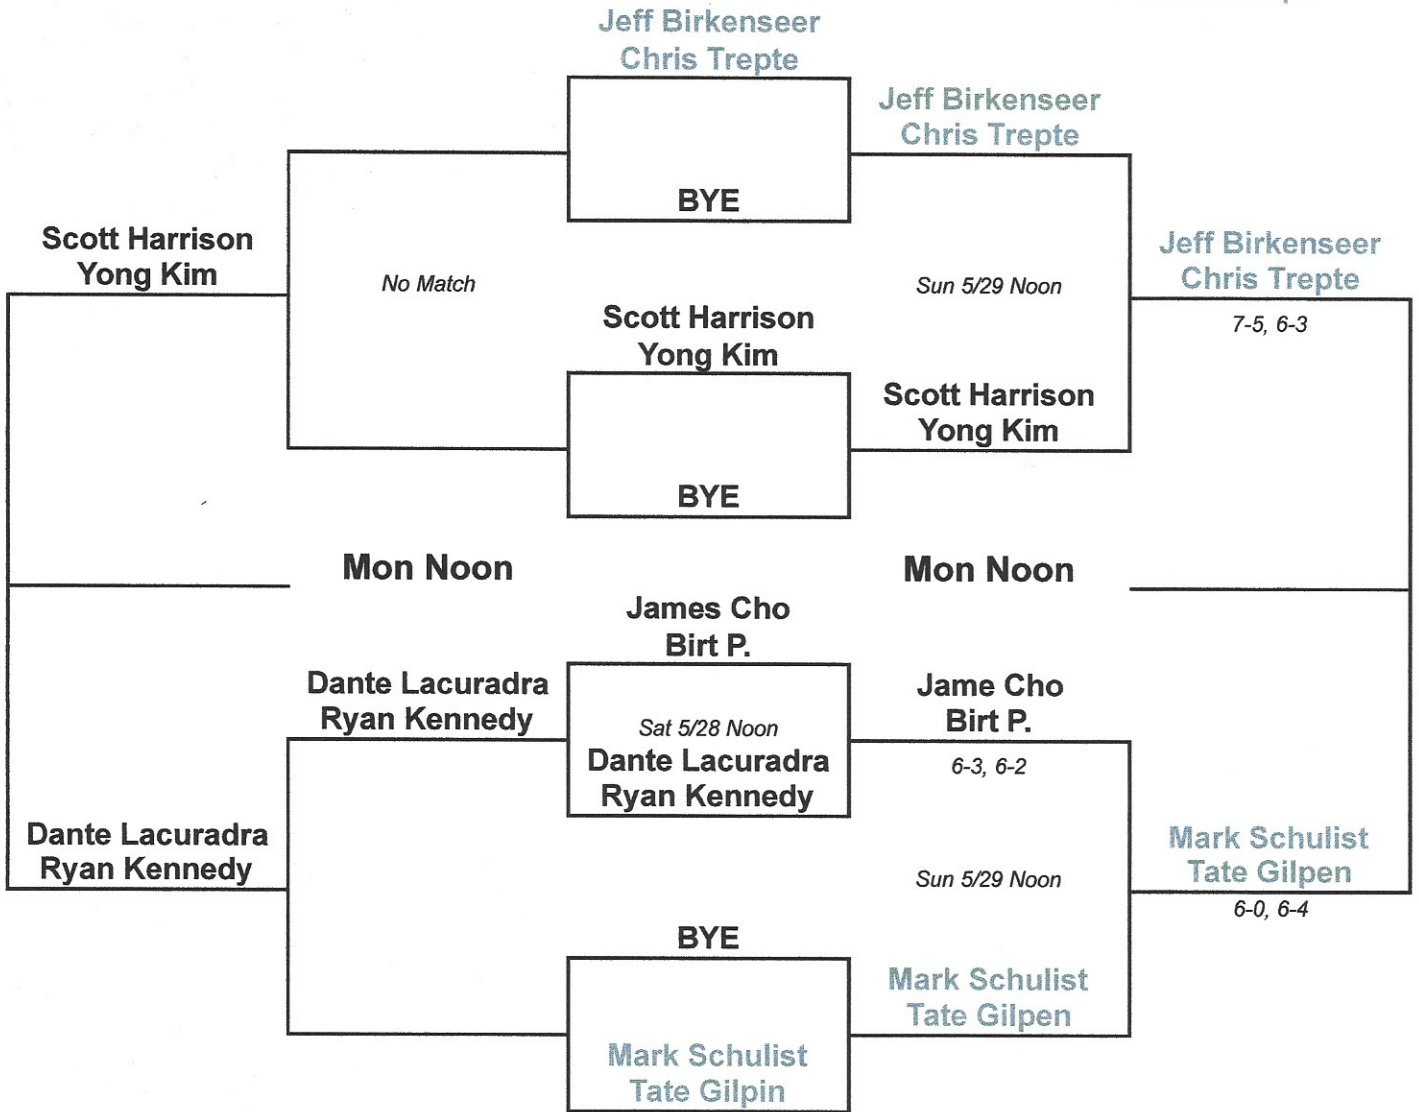 Jeff Birkenseer
Chris Trepte
Jeff Birkenseer
Chris Trepte
BYE
Scott Harrison
Yong Kim
Jeff Birkenseer
Chris Trepte
No Match
Sun 5/29 Noon
Scott Harrison
Yong Kim
7-5, 6-3
Scott Harrison
Yong Kim
BYE
Mon Noon
Mon Noon
James Cho
Birt P.
Dante Lacuradra
Ryan Kennedy
Jame Cho
Birt P.
Sat 5/28 Noon
Dante Lacuradra
Ryan Kennedy
6-3, 6-2
Dante Lacuradra
Ryan Kennedy
Mark Schulist
Tate Gilpen
Sun 5/29 Noon
6-0, 6-4
BYE
Mark Schulist
Tate Gilpen
Mark Schulist
Tate Gilpin